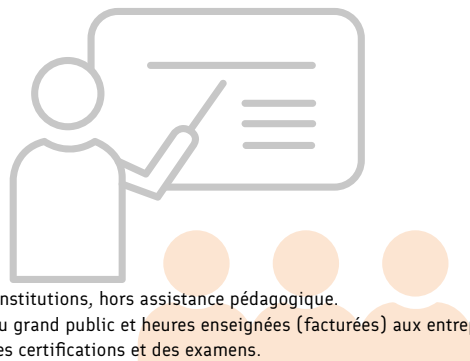 nstitutions, hors assistance pédagogique.
u grand public et heures enseignées (facturées) aux entrep
es certifications et des examens.